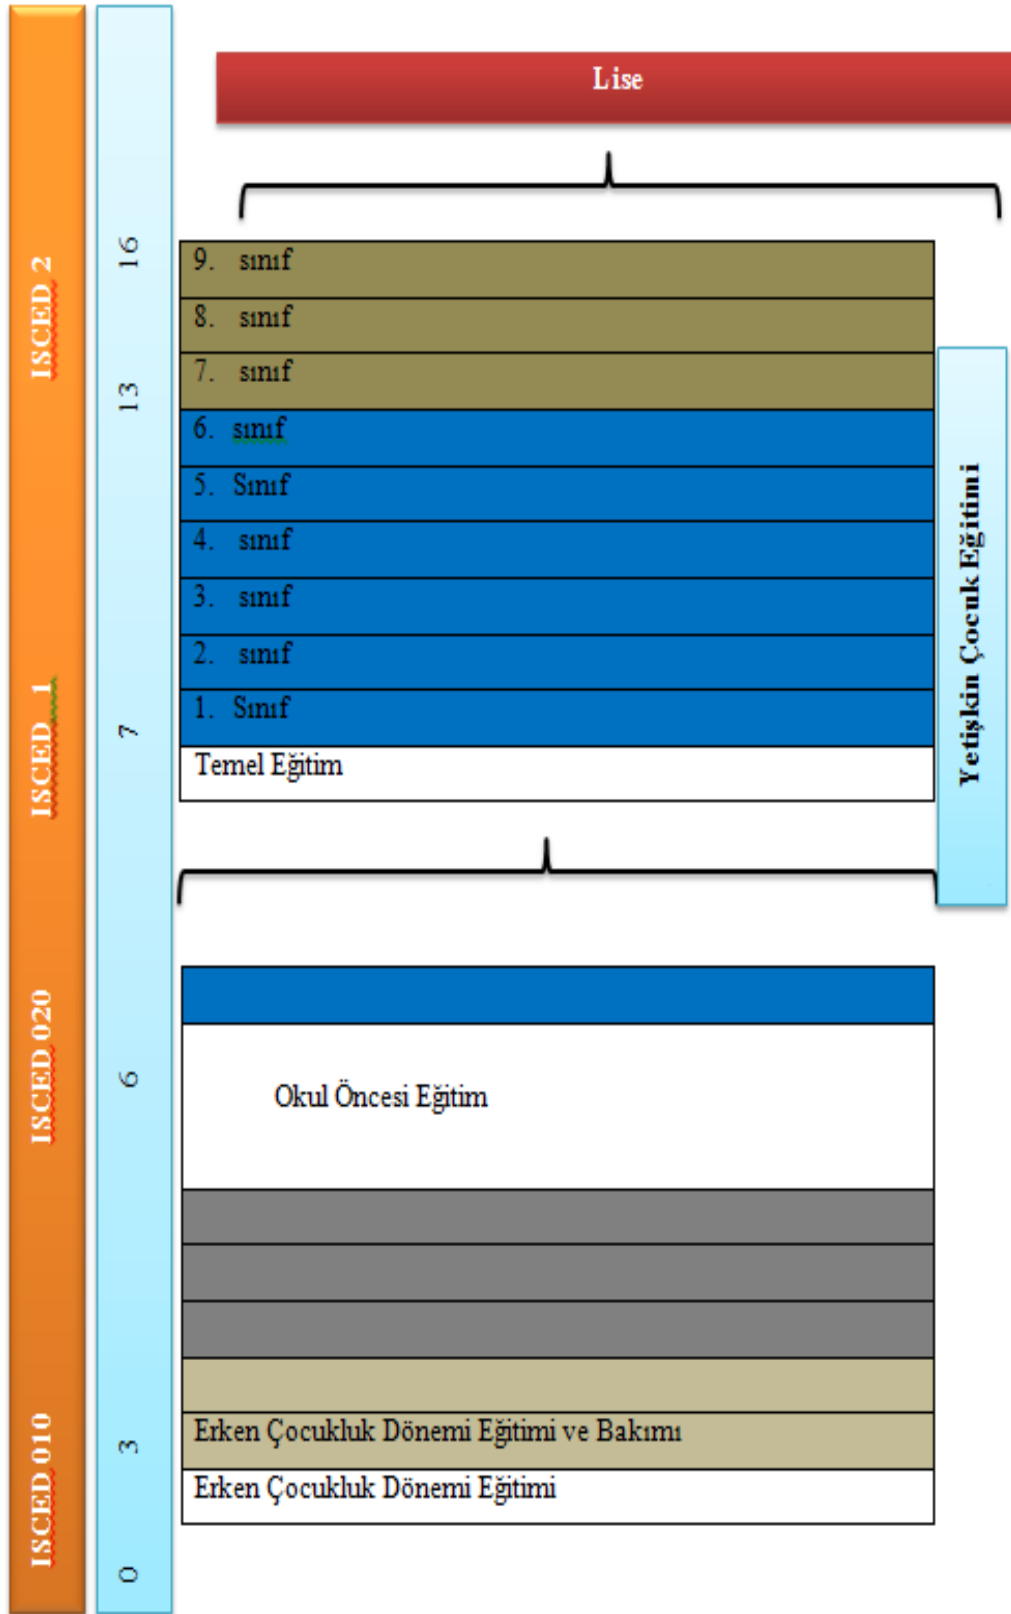 Lise
ISCED 2
ISCED 1
ISCED 020
ISCED 010
16
13
7
6
3
0
9. sınıf
8. sınıf
7. sınıf
6. sınıf
5. Sınıf
4. sınıf
3. sınıf
2. sınıf
1. Sınıf
Temel Eğitim
Yetişkin Çocuk Eğitimi
Okul Öncesi Eğitim
Erken Çocukluk Dönemi Eğitimi ve Bakımı
Erken Çocukluk Dönemi Eğitimi